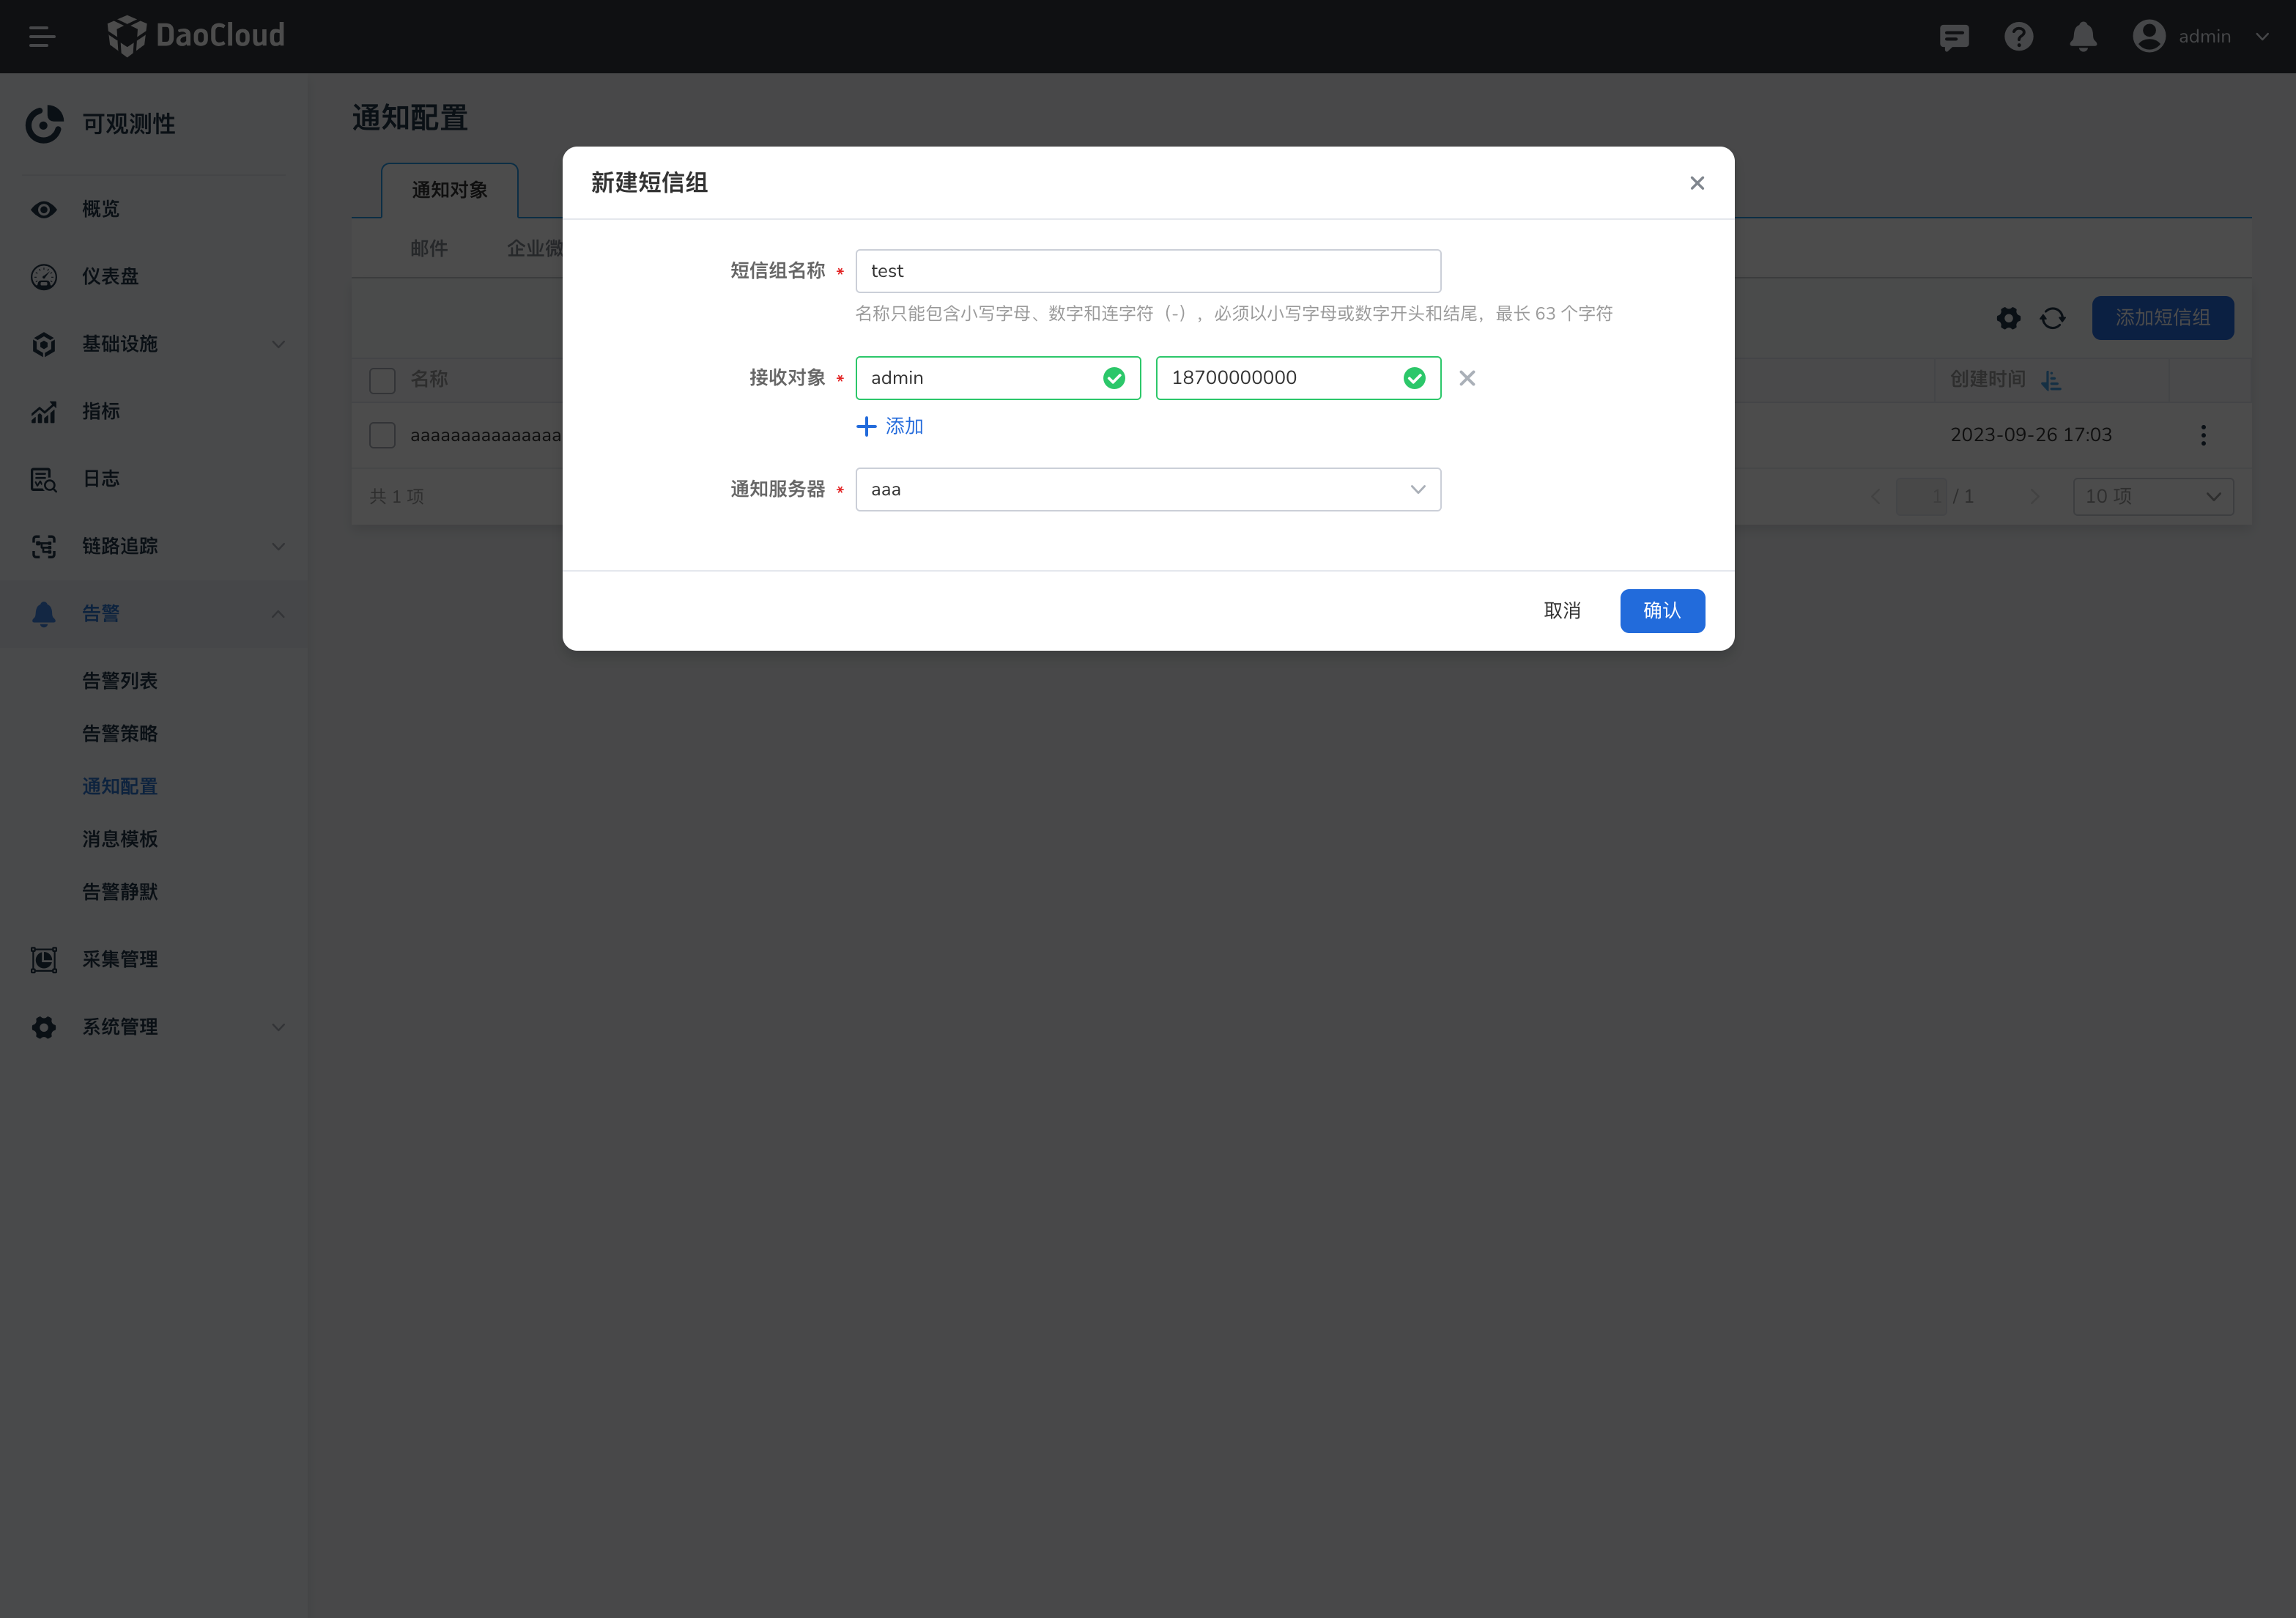 DaoCloud
admin
可观测性
概览
仪表盘
基础设施
指标
日志
链路追踪
告警
告警列表
告警策略
通知配置
消息模板
告警静默
采集管理
系统管理
通知配置
通知对象
邮件
添加短信组
名称
创建时间
aaaaaaaaaaaaaaa
2023-09-26 17:03
共 1 项
1 / 1
10 项
新建短信组
短信组名称 *
test
名称只能包含小写字母、数字和连字符（-），必须以小写字母或数字开头和结尾，最长 63 个字符
接收对象 *
admin
18700000000
添加
通知服务器 *
aaa
取消
确认